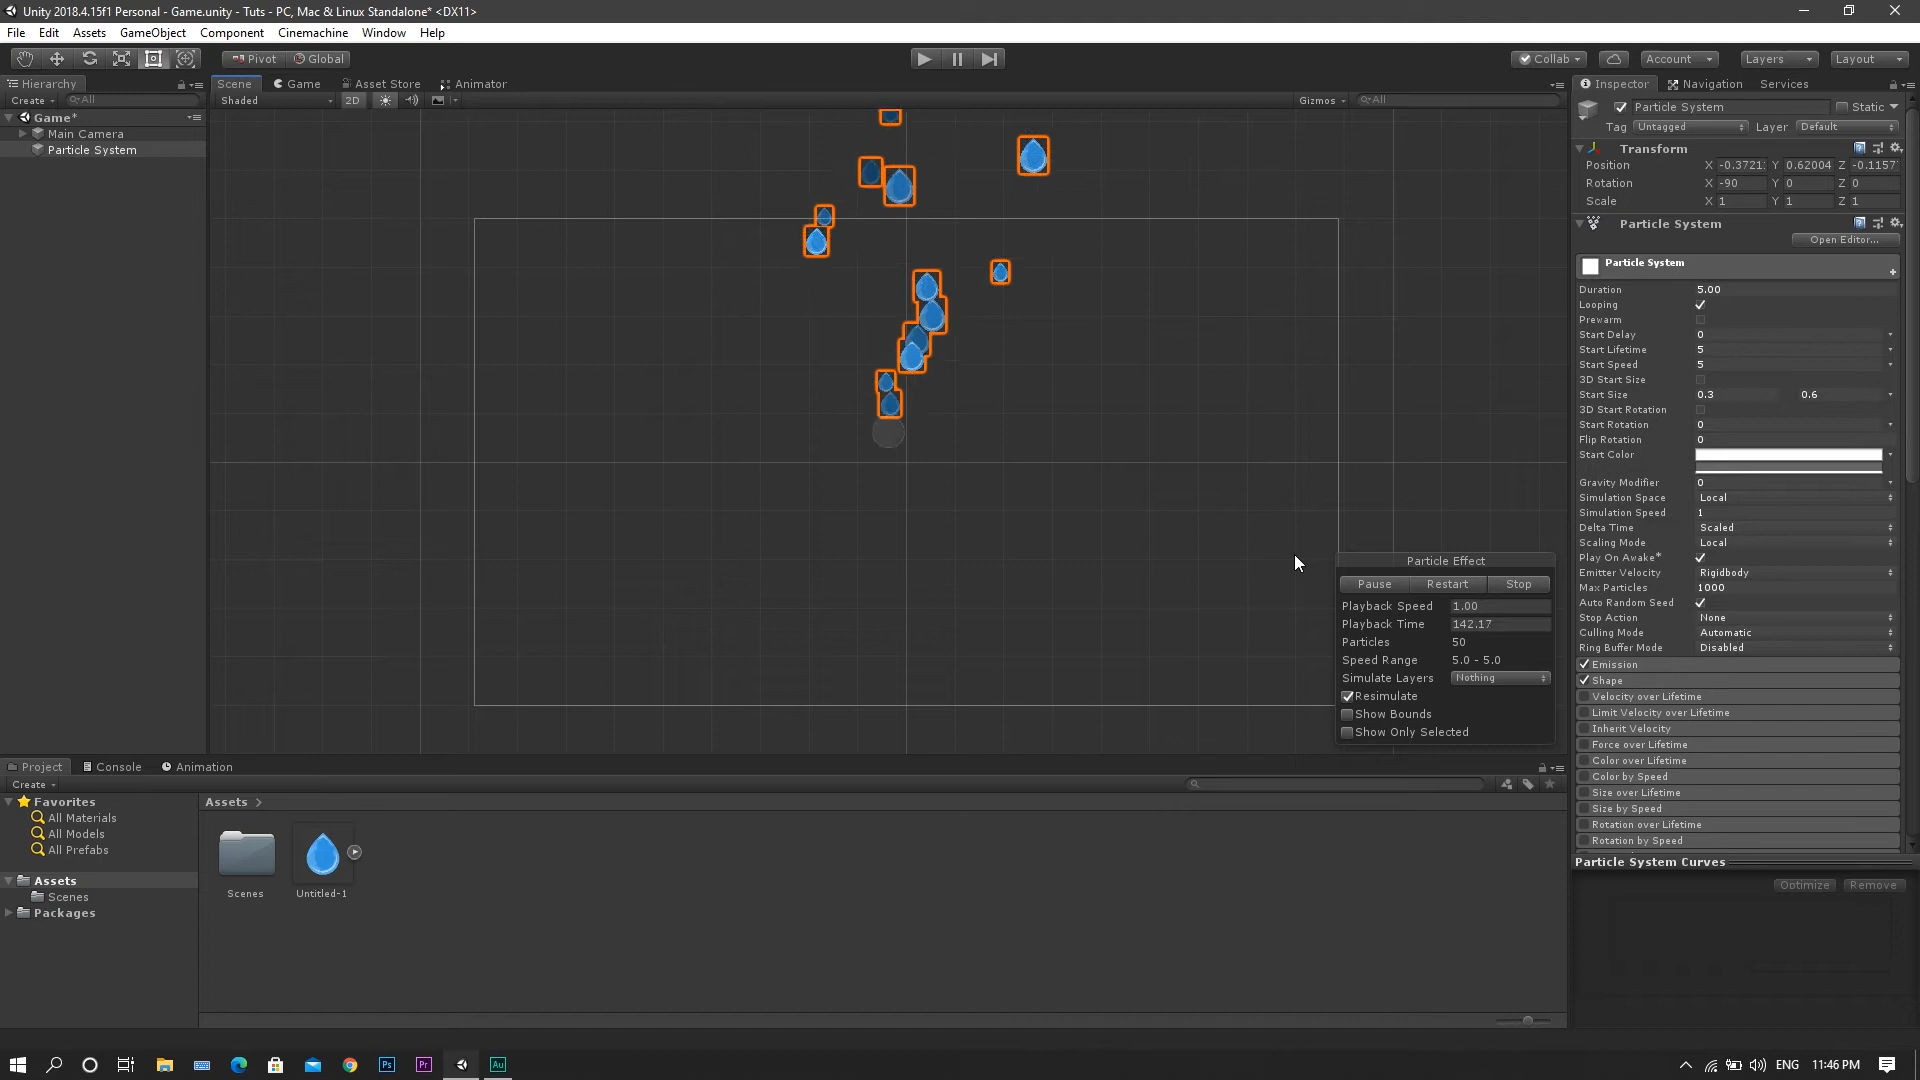 Unity 2018.4.15f1 Personal - Game.unity - Tuts - PC, Mac & Linux Standalone* <DX11>
File Edit Assets GameObject Component Cinemachine Window Help
Pivot Global Collab Account Layers Layout
Hierarchy Scene Game Asset Store Animator Inspector Navigation Services
Create All Shaded 2D Gizmos All
Particle System Static
Game*
Tag Untagged Layer Default
Main Camera
Particle System
Transform
Position X -0.3721 Y 0.62004 Z -0.1157
Rotation X -90 Y 0 Z 0
Scale X 1 Y 1 Z 1
Particle System
Open Editor...
Particle System
Duration 5.00
Looping
Prewarm
Start Delay 0
Start Lifetime 5
Start Speed 5
3D Start Size
Start Size 0.3 0.6
3D Start Rotation
Start Rotation 0
Flip Rotation 0
Start Color
Gravity Modifier 0
Simulation Space Local
Simulation Speed 1
Delta Time Scaled
Scaling Mode Local
Play On Awake*
Emitter Velocity Rigidbody
Max Particles 1000
Auto Random Seed
Stop Action None
Culling Mode Automatic
Ring Buffer Mode Disabled
Emission
Shape
Velocity over Lifetime
Limit Velocity over Lifetime
Inherit Velocity
Force over Lifetime
Color over Lifetime
Color by Speed
Size over Lifetime
Size by Speed
Rotation over Lifetime
Rotation by Speed
Particle System Curves
Optimize Remove
Particle Effect
Pause Restart Stop
Playback Speed 1.00
Playback Time 142.17
Particles 50
Speed Range 5.0 - 5.0
Simulate Layers Nothing
Resimulate
Show Bounds
Show Only Selected
Project Console Animation
Create
Favorites
All Materials
All Models
All Prefabs
Assets
Scenes
Packages
Assets
Scenes Untitled-1
Ps Pr Au
ENG 11:46 PM